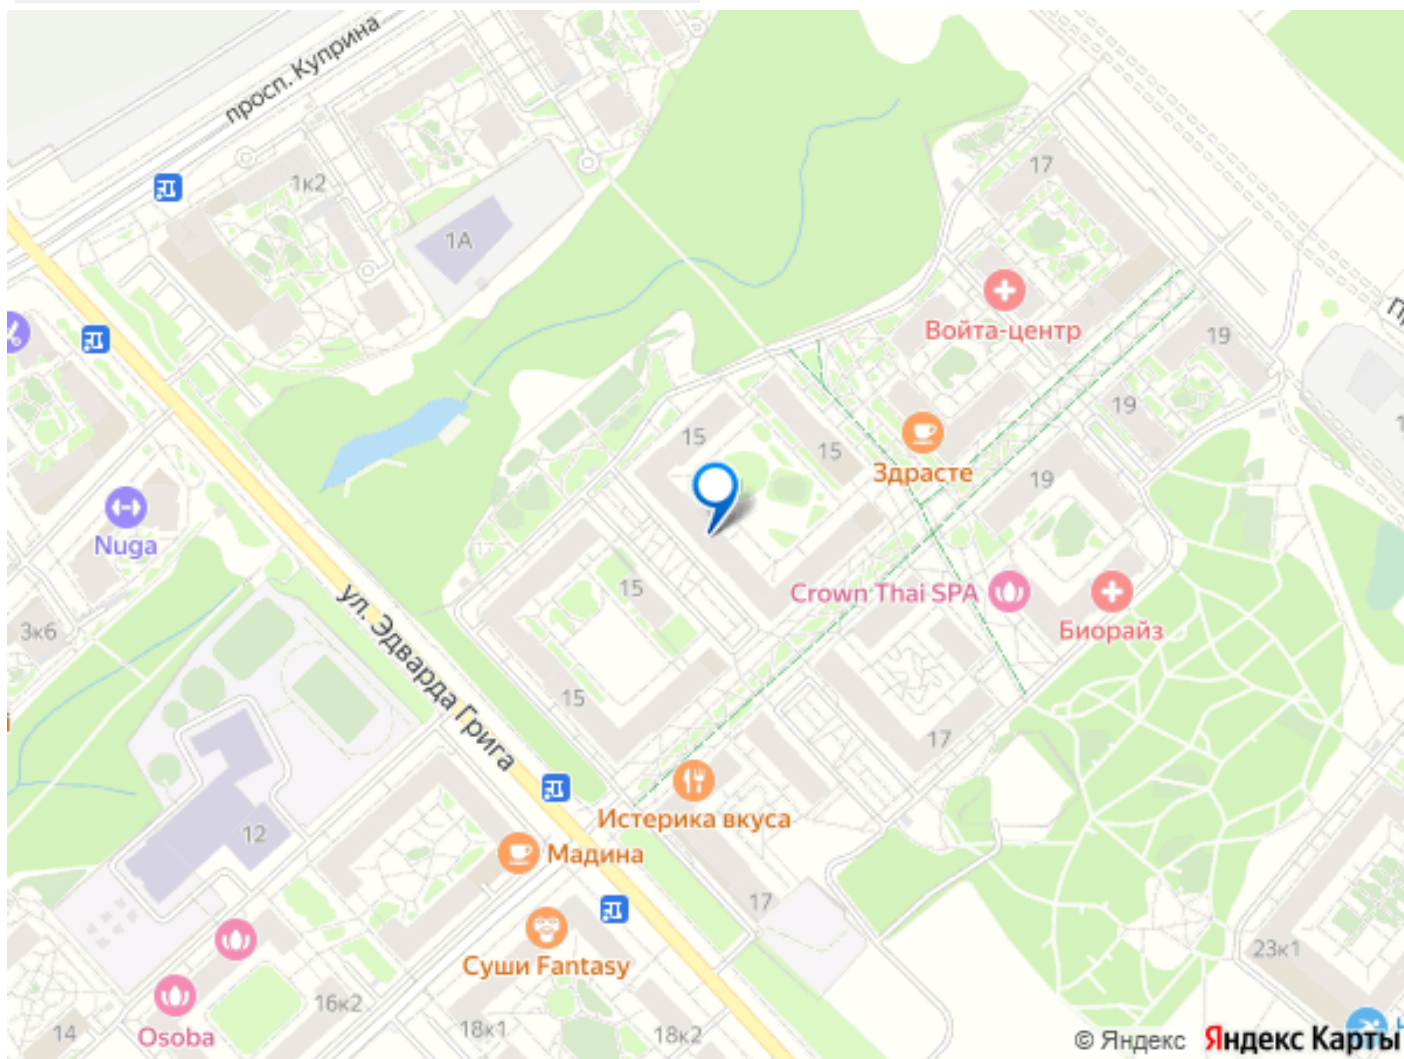 просп. Куприна
17
1к2
1А
Войта-центр
19
15
15
19
Здрасте
19
Nuga
15
Crown Thai SPA
Биорайз
3к6
ул. Эдварда Грига
15
17
Истерика вкуса
12
Мадина
17
Суши Fantasy
23к1
16к2
18к1
18к2
14
Osoba
© Яндекс Яндекс Карты